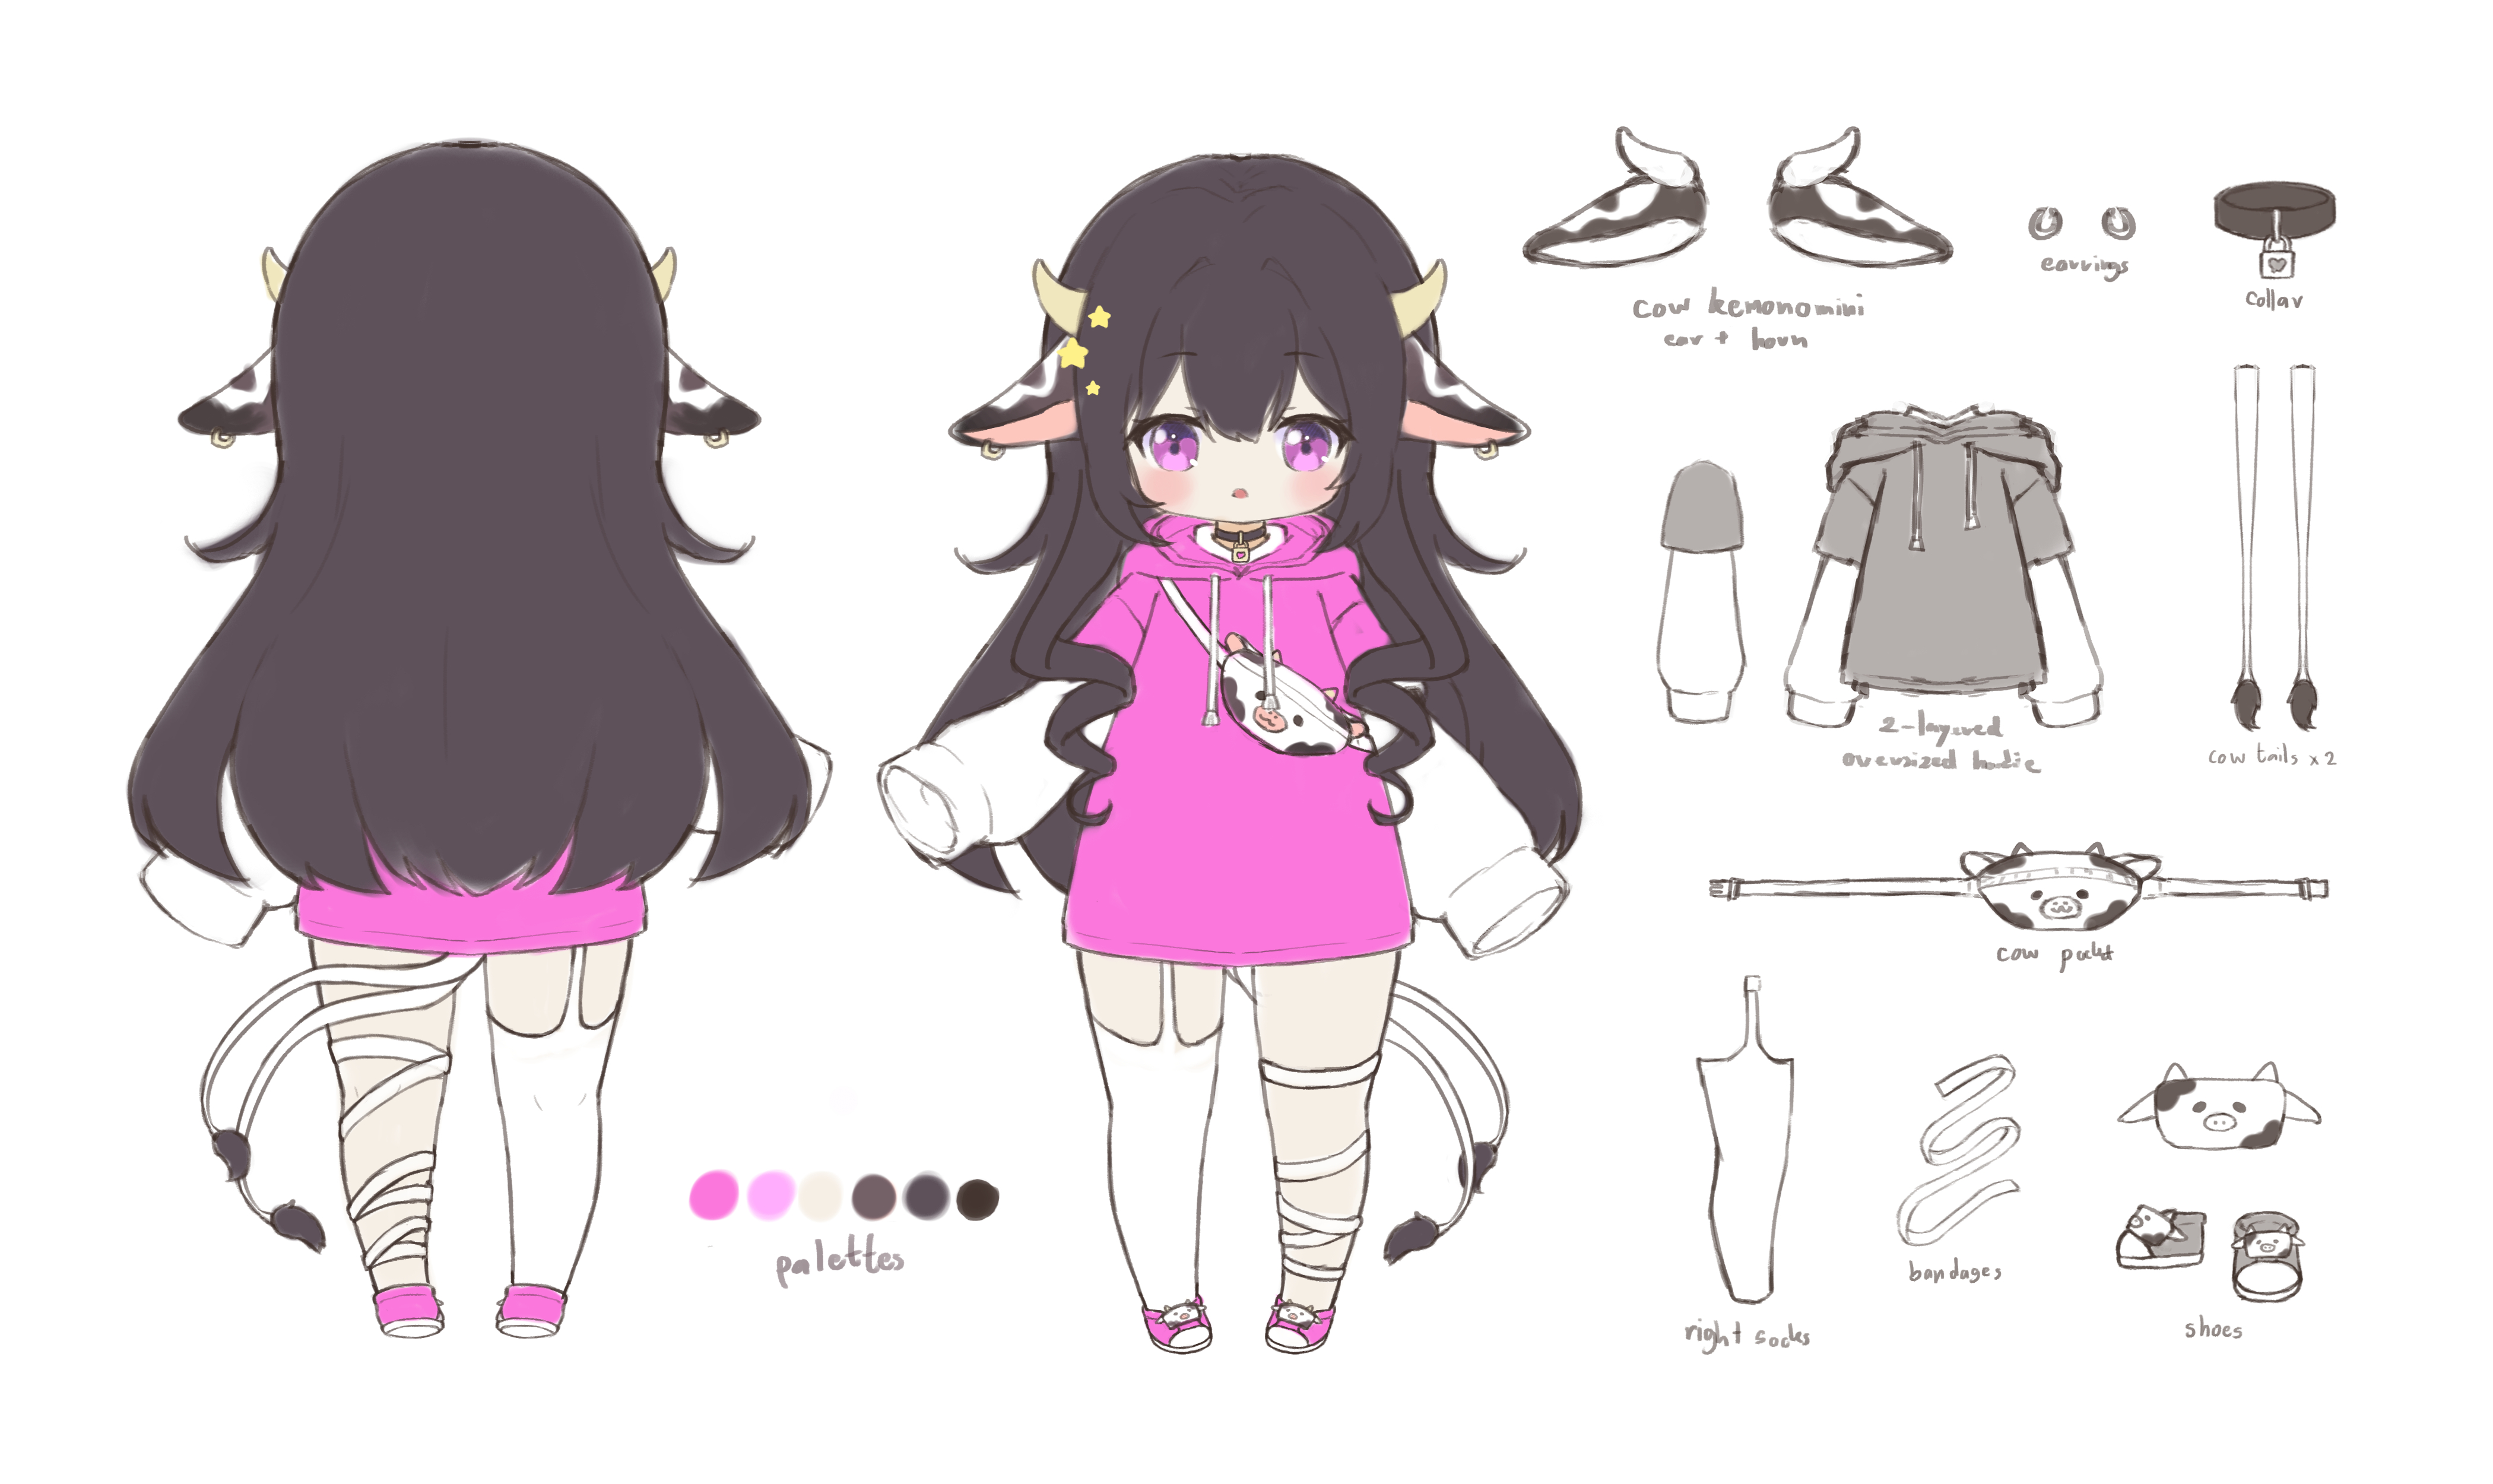 cow kemonomini
ear + horn
earrings
collar
2-layered
oversized hodie
cow tails x 2
cow pocket
palettes
right socks
bandages
shoes